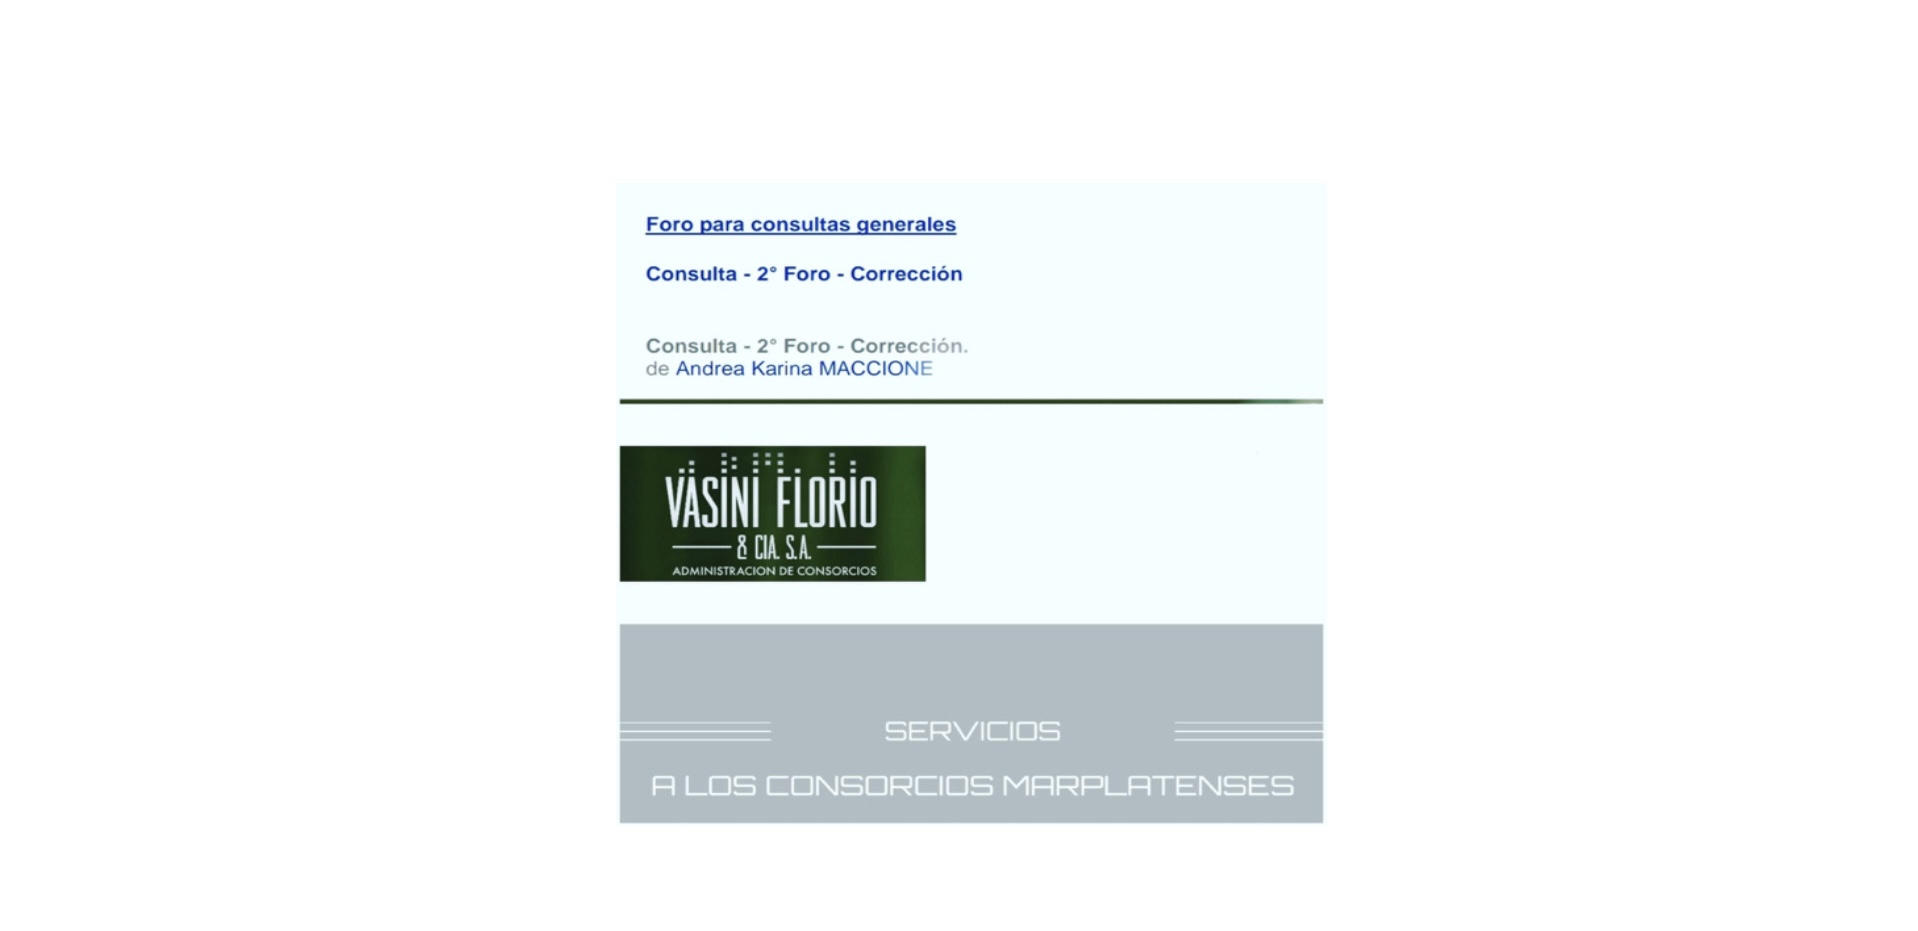 Foro para consultas generales
Consulta - 2° Foro - Corrección
Consulta - 2° Foro - Corrección.
de Andrea Karina MACCIONE
VASINI FLORIO
& CIA. S.A.
ADMINISTRACION DE CONSORCIOS
SERVICIOS
A LOS CONSORCIOS MARPLATENSES